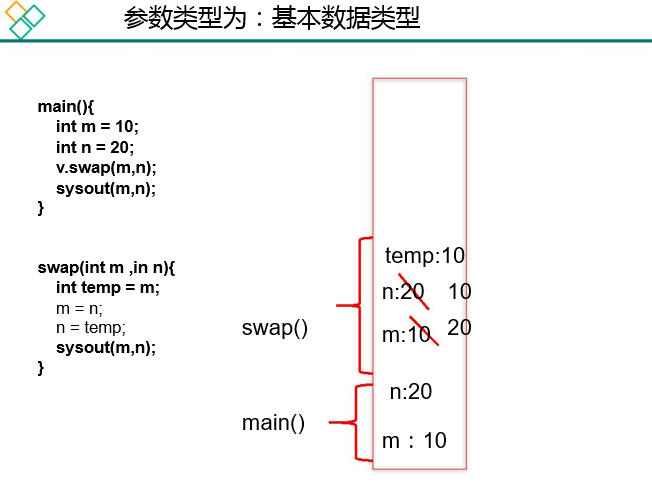 参数类型为：基本数据类型
main(){
int m = 10;
int n = 20;
v.swap(m,n);
sysout(m,n);
}
swap(int m ,in n){
int temp = m;
m = n;
n = temp;
sysout(m,n);
}
swap()
main()
temp:10
n:20 10
m:10 20
n:20
m：10